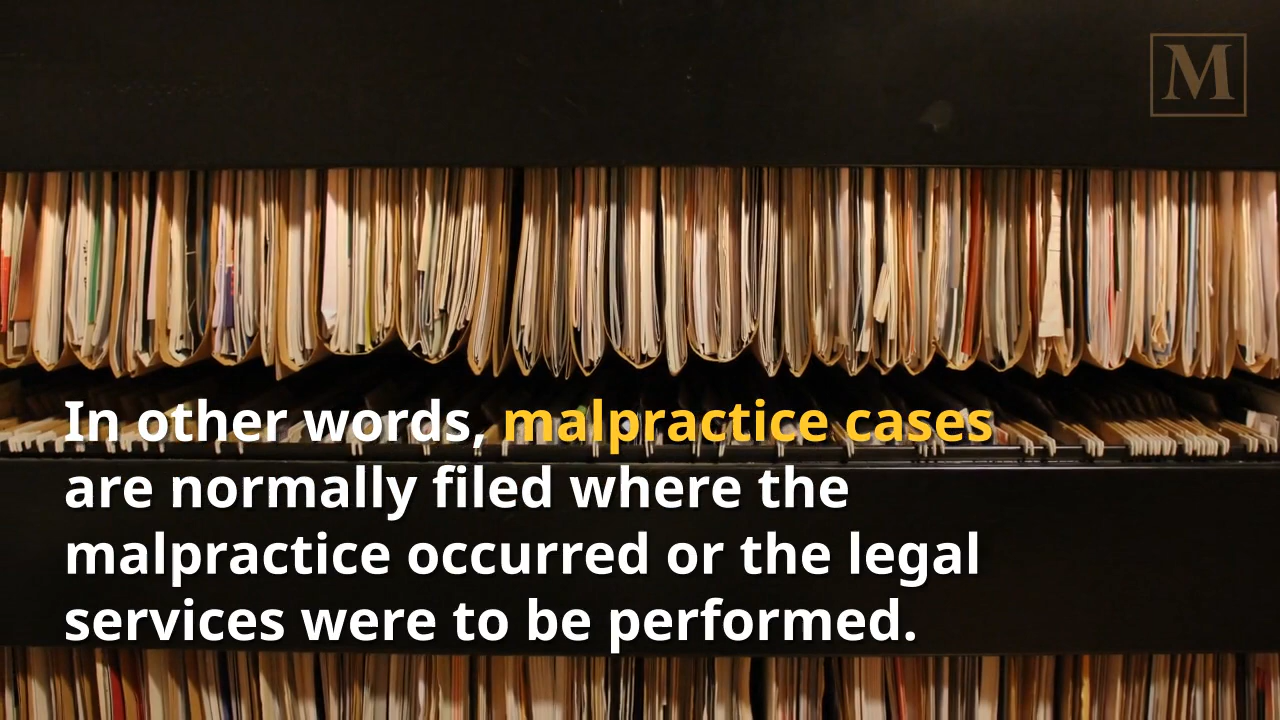 M
In other words, malpractice cases
are normally filed where the
malpractice occurred or the legal
services were to be performed.